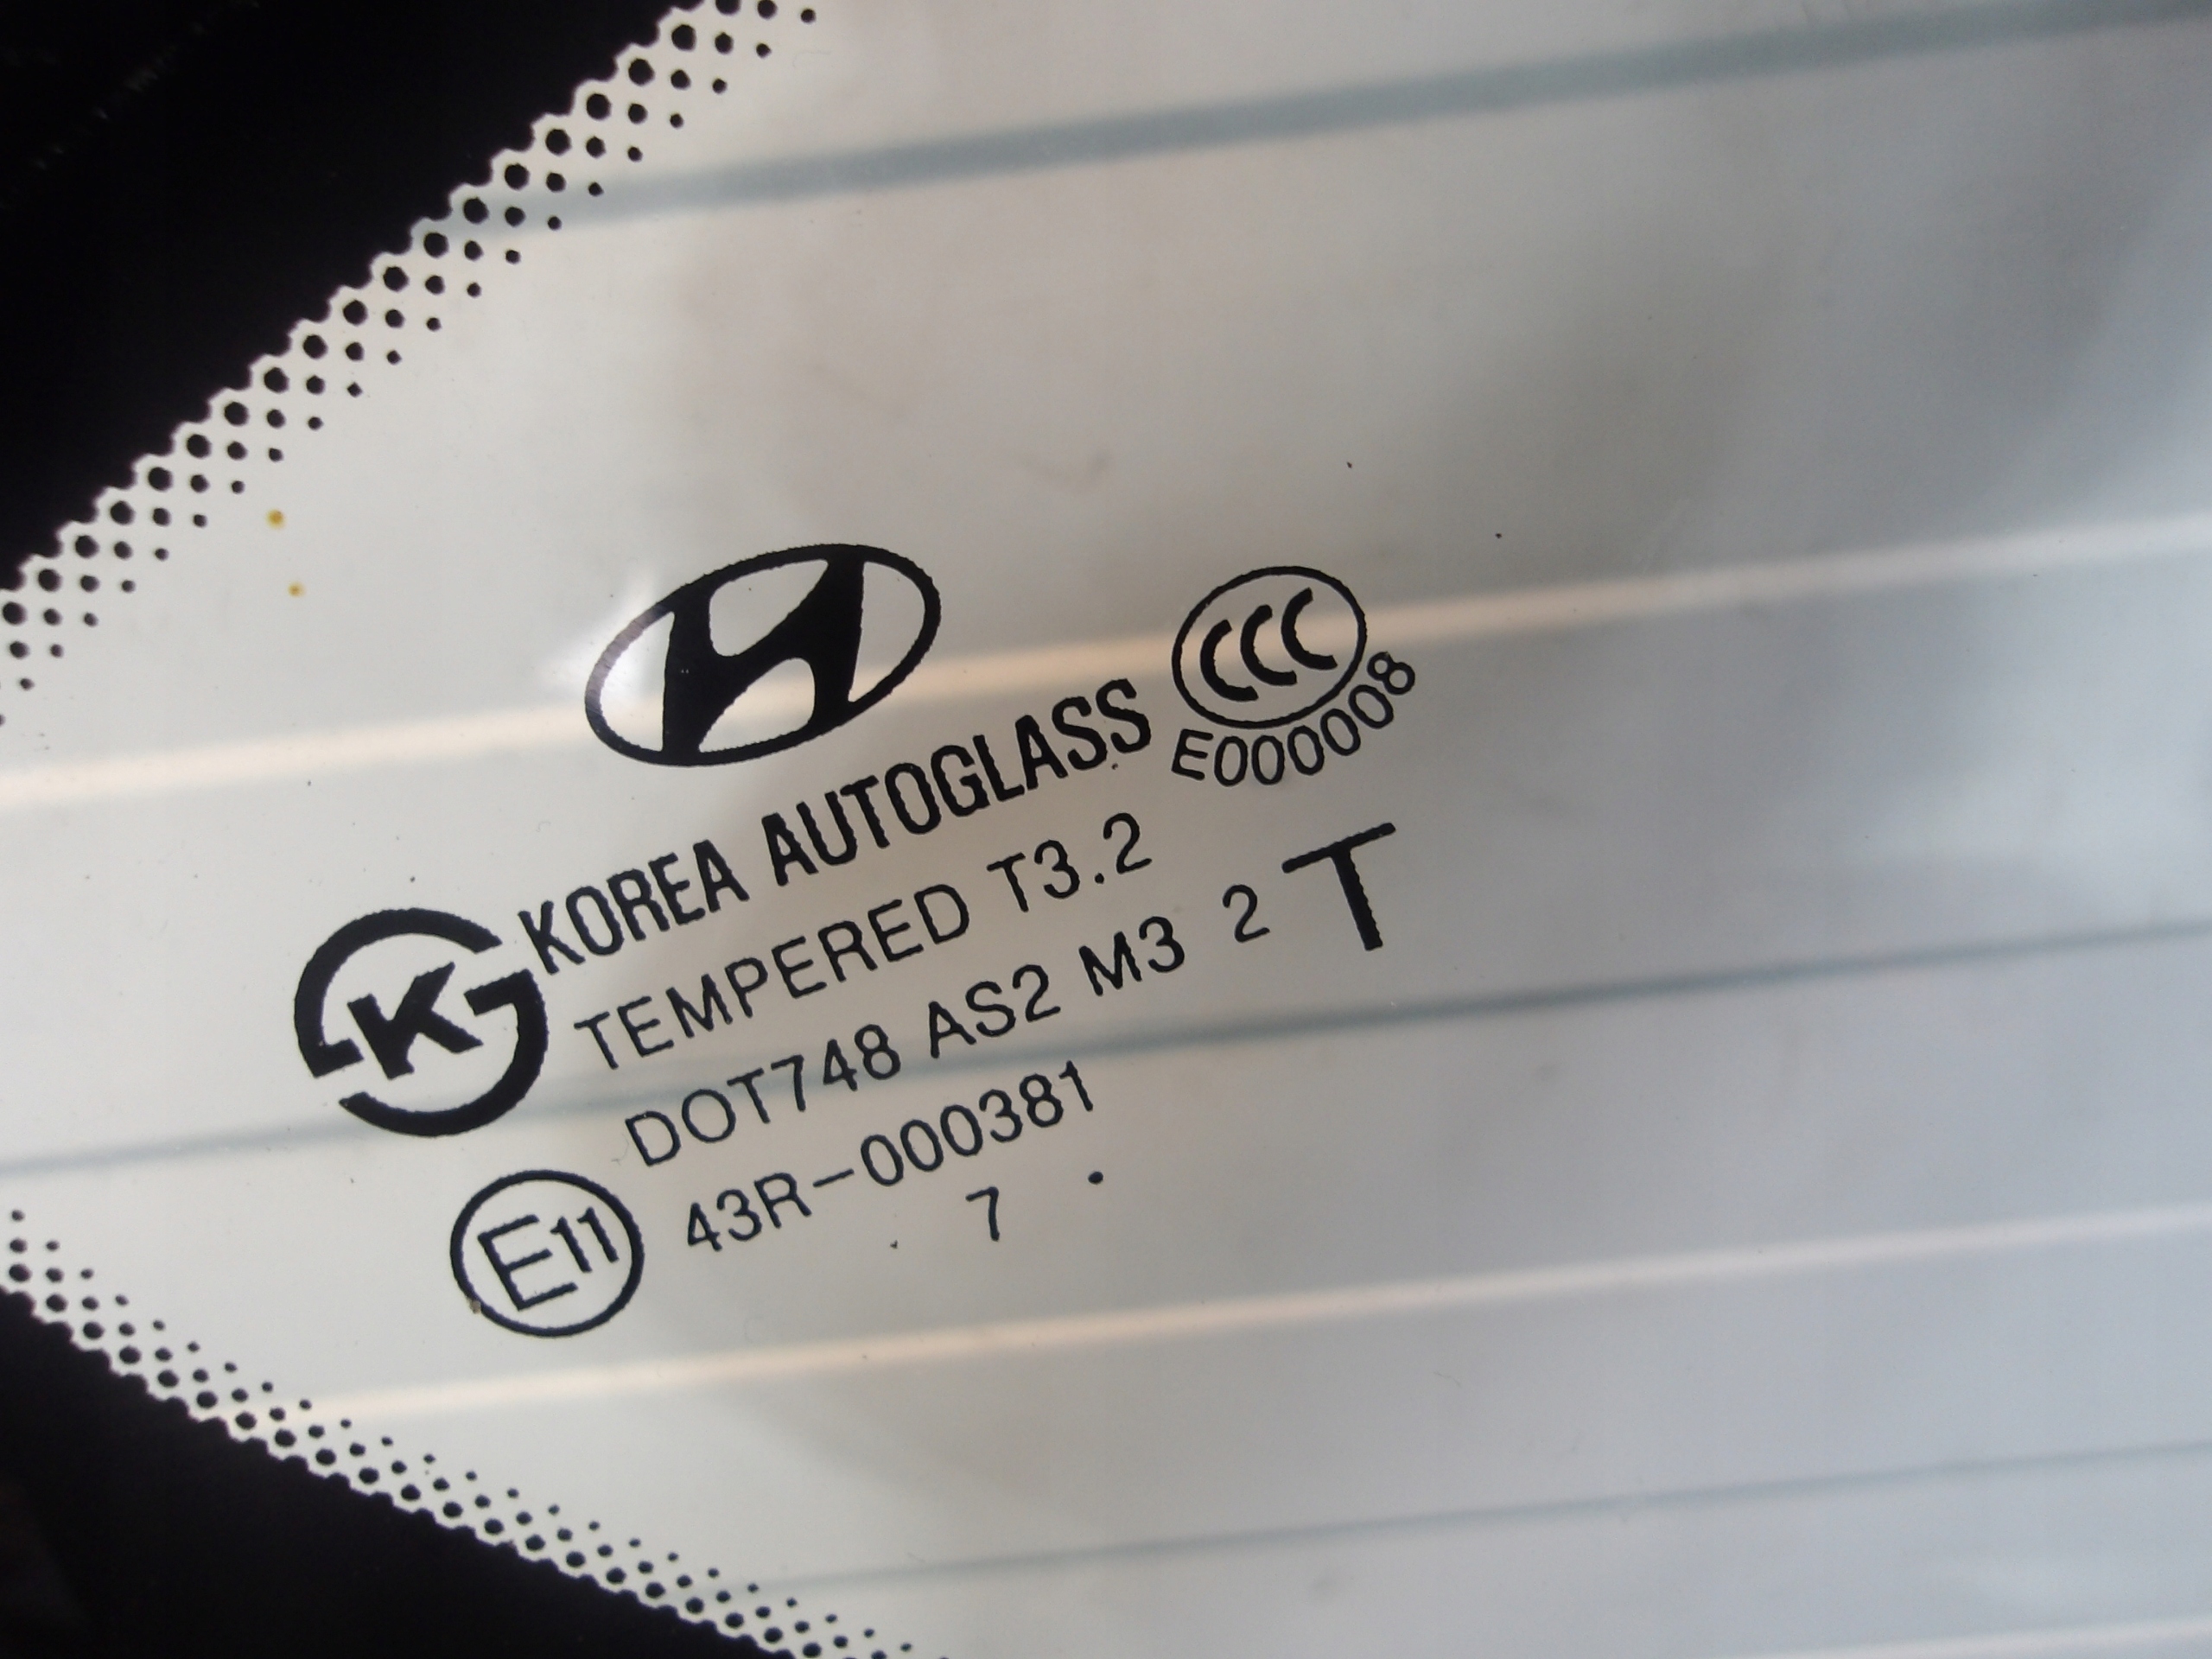 CCC
E000008
KOREA AUTOGLASS
K
TEMPERED T3.2
DOT748 AS2 M3 2 T
E11 43R-000381
7 .